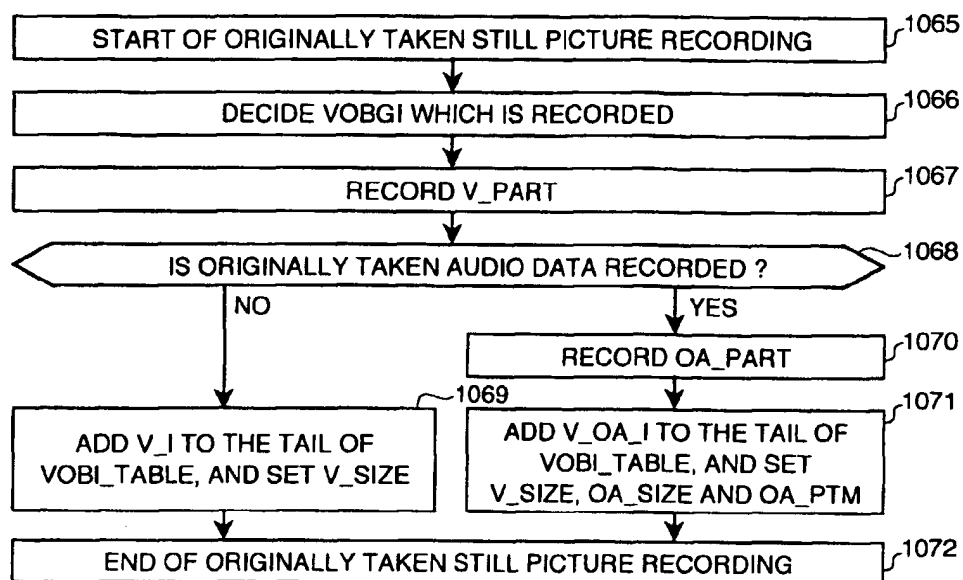 START OF ORIGINALLY TAKEN STILL PICTURE RECORDING
1065
DECIDE VOBGI WHICH IS RECORDED
1066
RECORD V_PART
1067
IS ORIGINALLY TAKEN AUDIO DATA RECORDED ?
1068
NO
YES
RECORD OA_PART
1070
1069
1071
ADD V_I TO THE TAIL OF
VOBI_TABLE, AND SET V_SIZE
ADD V_OA_I TO THE TAIL OF
VOBI_TABLE, AND SET
V_SIZE, OA_SIZE AND OA_PTM
END OF ORIGINALLY TAKEN STILL PICTURE RECORDING
1072